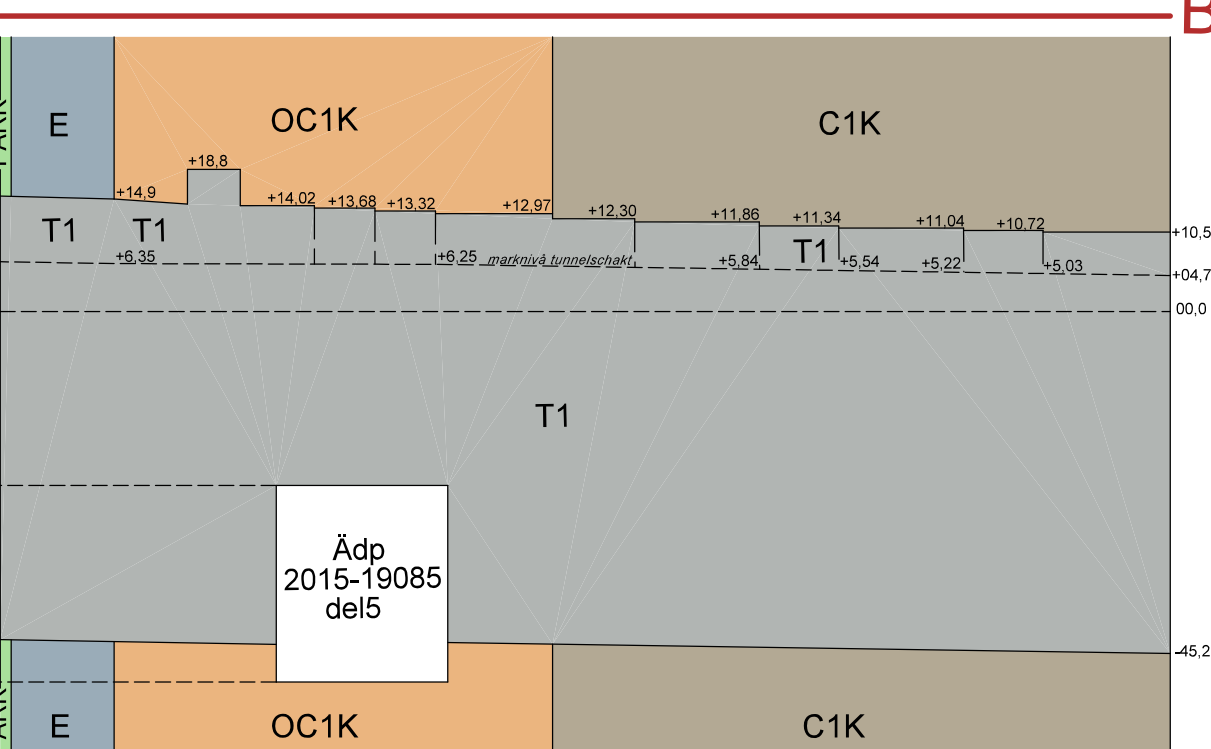 B
E
OC1K
C1K
+18,8
+14,9
+14,02
+13,68
+13,32
+12,97
+12,30
+11,86
+11,34
+11,04
+10,72
+10,5
T1
T1
T1
+6,35
+6,25
marknivå tunnelschakt
+5,84
+5,54
+5,22
+5,03
+04,7
00,0
T1
Ädp
2015-19085
del5
-45,2
E
OC1K
C1K